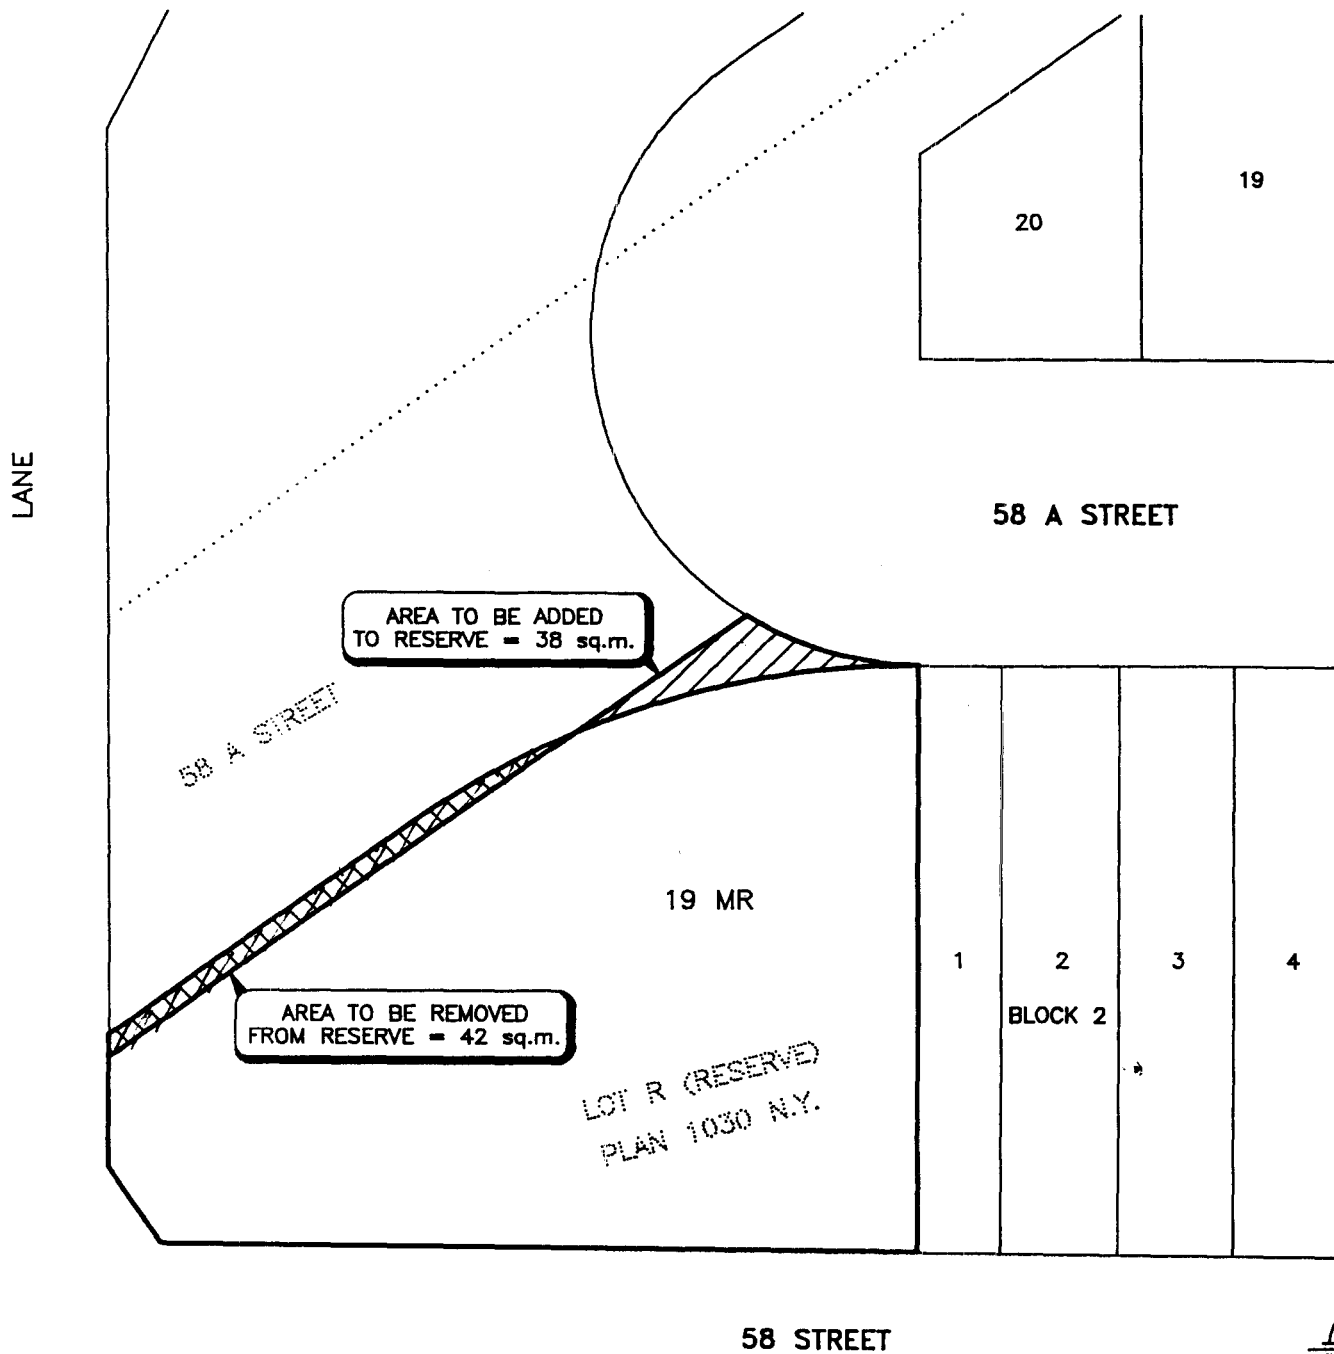 19
20
LANE
58 A STREET
AREA TO BE ADDED
TO RESERVE = 38 sq.m.
58 A STREET
19 MR
1
2
3
4
BLOCK 2
AREA TO BE REMOVED
FROM RESERVE = 42 sq.m.
LOT R (RESERVE)
PLAN 1030 N.Y.
58 STREET